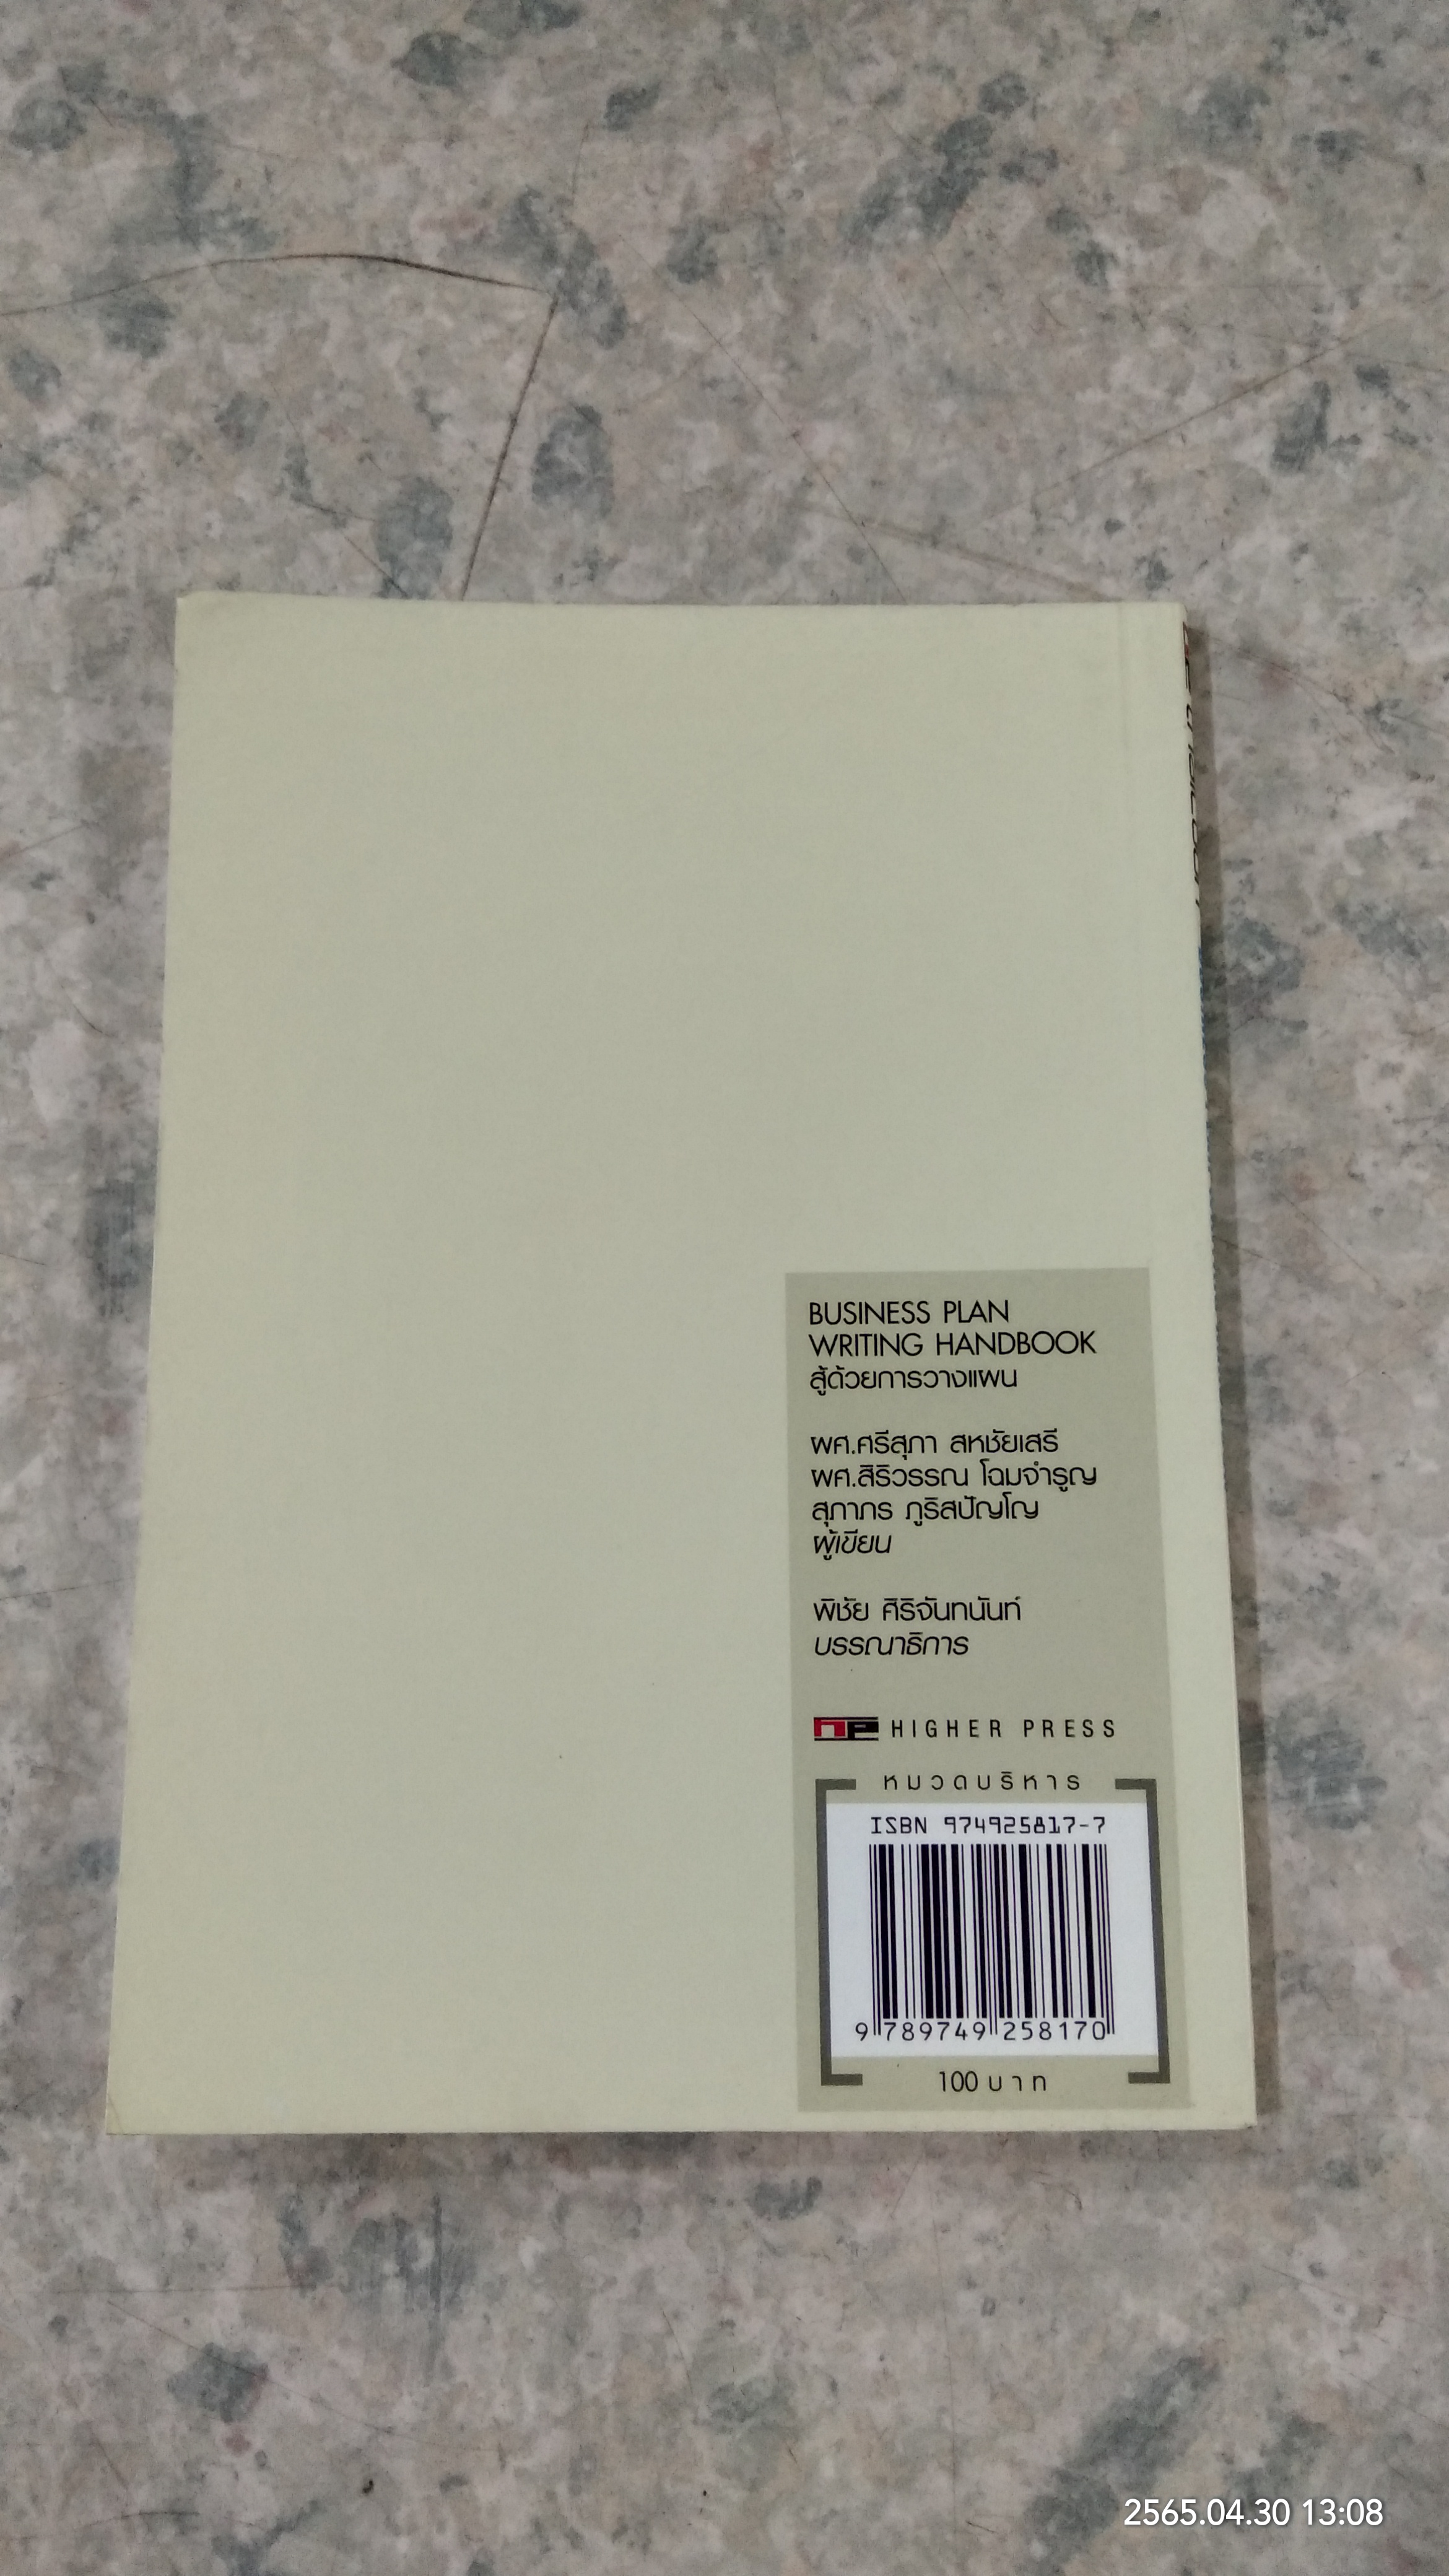 BUSINESS PLAN
WRITING HANDBOOK
สู้ด้วยการวางแผน
ผศ.ศรีสุภา สหชัยเสรี
ผศ.สิริวรรณ โฉมจำรูญ
สุภาภร ภูริสปัญโญ
ผู้เขียน
พิชัย ศิริจันทนันท์
บรรณาธิการ
HIGHER PRESS
หมวดบริหาร
ISBN 974925817-7
9 789749 258170
100 บาท
2565.04.30 13:08